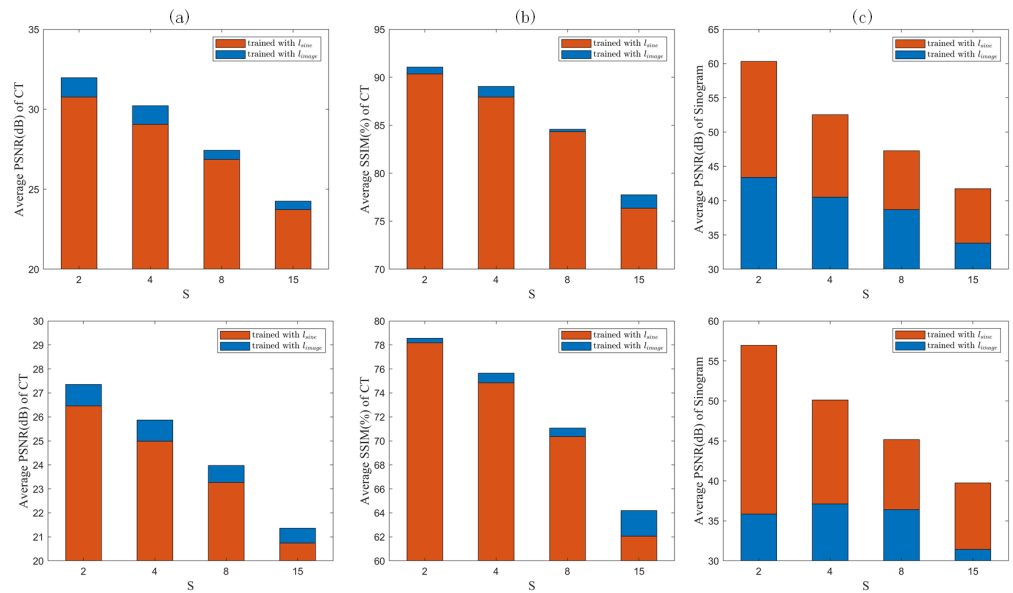 (a)
35
30
25
20
Average PSNR(dB) of CT
trained with l_sine
trained with l_image
2 4 8 15
S
(b)
95
90
85
80
75
70
Average SSIM(%) of CT
trained with l_sine
trained with l_image
2 4 8 15
S
(c)
65
60
55
50
45
40
35
30
Average PSNR(dB) of Sinogram
trained with l_sine
trained with l_image
2 4 8 15
S
30
29
28
27
26
25
24
23
22
21
20
Average PSNR(dB) of CT
trained with l_sine
trained with l_image
2 4 8 15
S
80
78
76
74
72
70
68
66
64
62
60
Average SSIM(%) of CT
trained with l_sine
trained with l_image
2 4 8 15
S
60
55
50
45
40
35
30
Average PSNR(dB) of Sinogram
trained with l_sine
trained with l_image
2 4 8 15
S